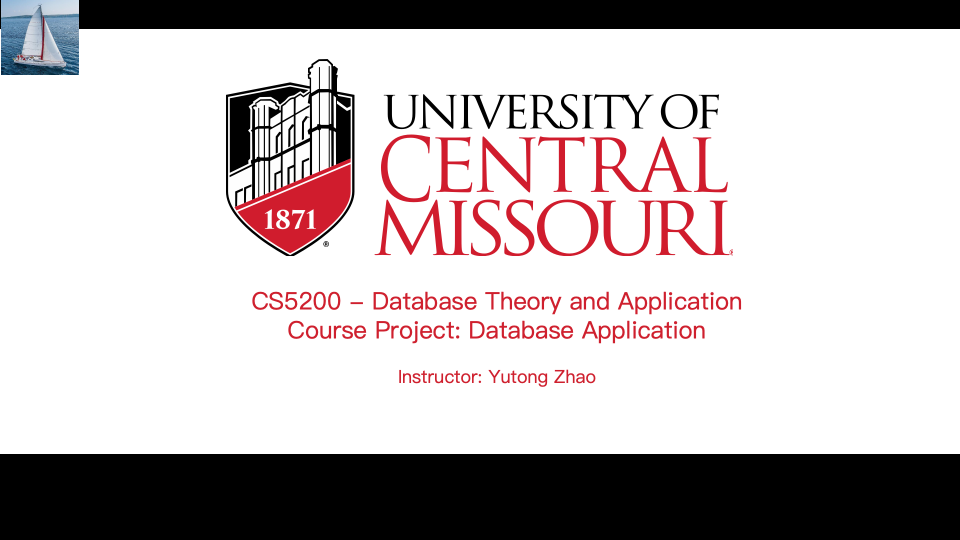 UNIVERSITY OF
CENTRAL
MISSOURI
1871
®
CS5200 – Database Theory and Application
Course Project: Database Application
Instructor: Yutong Zhao